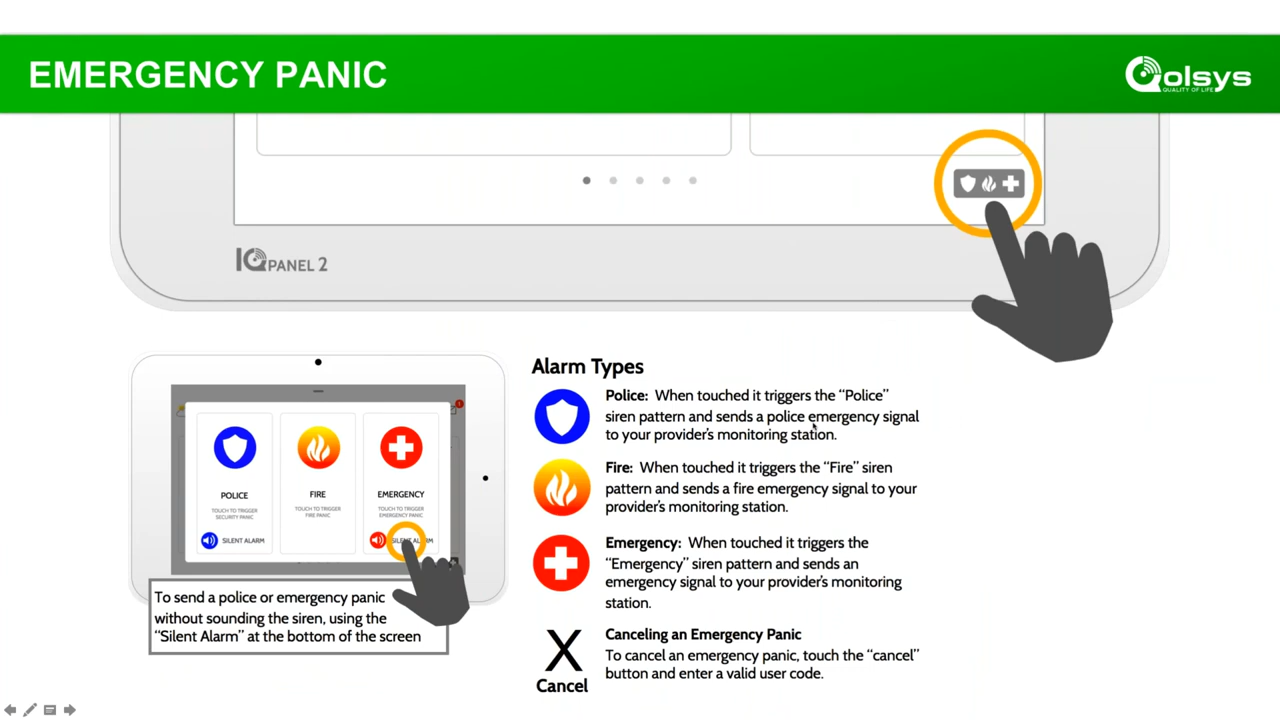 EMERGENCY PANIC
Qolsys
QUALITY OF LIFE
IQ PANEL 2
Alarm Types
Police: When touched it triggers the “Police”
siren pattern and sends a police emergency signal
to your provider’s monitoring station.
Fire: When touched it triggers the “Fire” siren
pattern and sends a fire emergency signal to your
provider’s monitoring station.
Emergency: When touched it triggers the
“Emergency” siren pattern and sends an
emergency signal to your provider’s monitoring
station.
Canceling an Emergency Panic
To cancel an emergency panic, touch the “cancel”
button and enter a valid user code.
X
Cancel
1
POLICE
TOUCH TO TRIGGER
SECURITY PANIC
SILENT ALARM
FIRE
TOUCH TO TRIGGER
FIRE PANIC
EMERGENCY
TOUCH TO TRIGGER
EMERGENCY PANIC
SILENT ALARM
To send a police or emergency panic
without sounding the siren, using the
“Silent Alarm” at the bottom of the screen